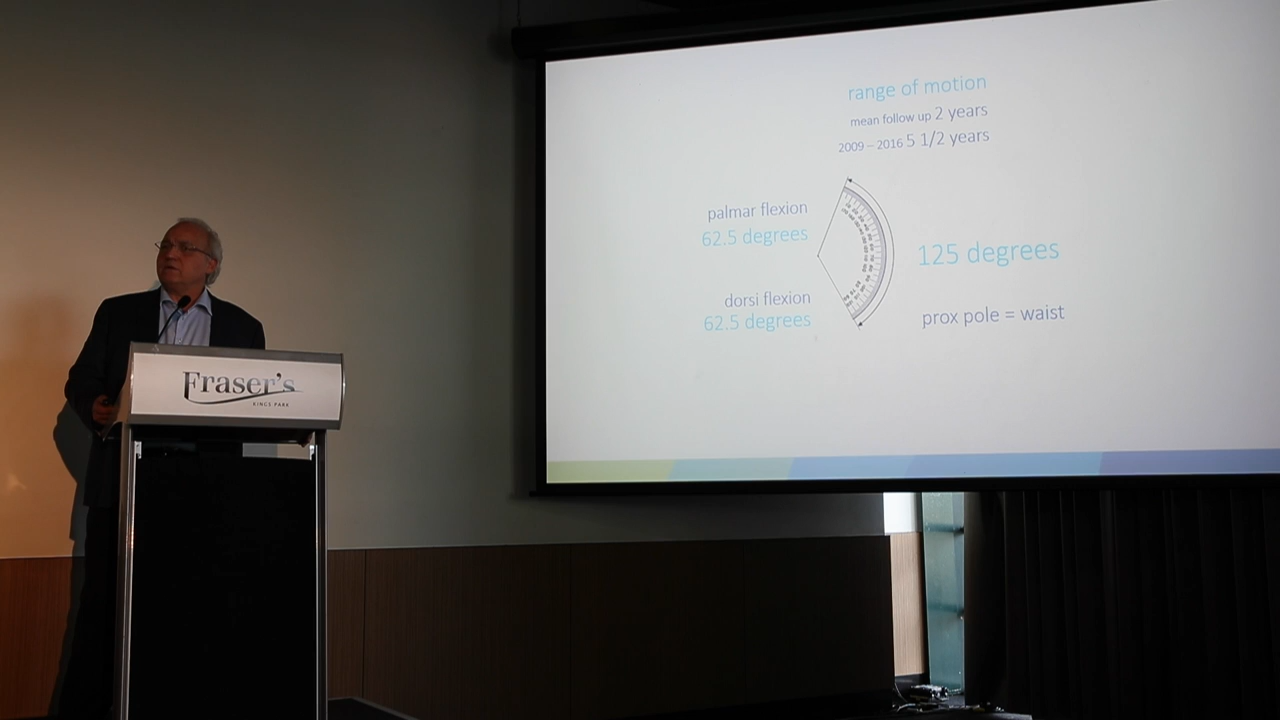 range of motion
mean follow up 2 years
2009 – 2016 5 1/2 years
palmar flexion
62.5 degrees
125 degrees
dorsi flexion
62.5 degrees
prox pole = waist
Fraser's
KINGS PARK